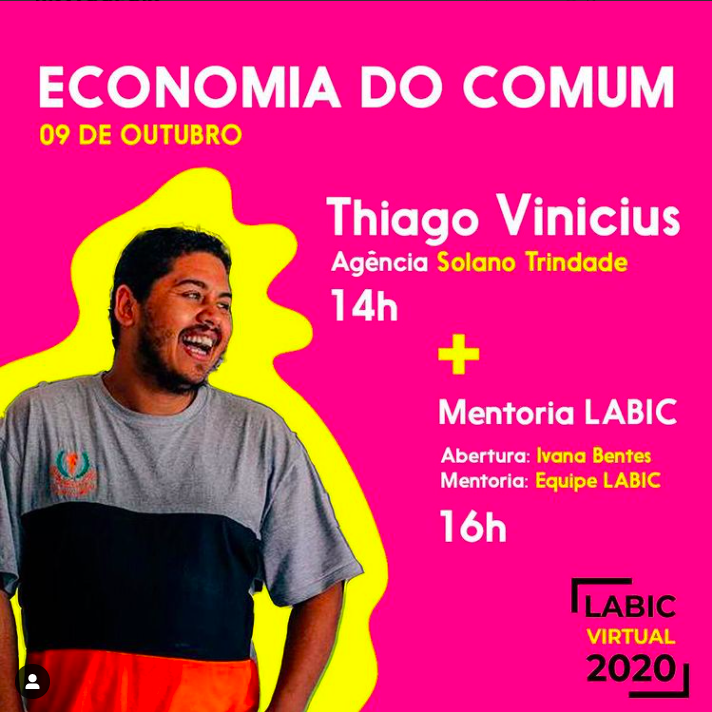 ECONOMIA DO COMUM
09 DE OUTUBRO
Thiago Vinicius
Agência Solano Trindade
14h
+
Mentoria LABIC
Abertura: Ivana Bentes
Mentoria: Equipe LABIC
16h
LABIC
VIRTUAL
2020